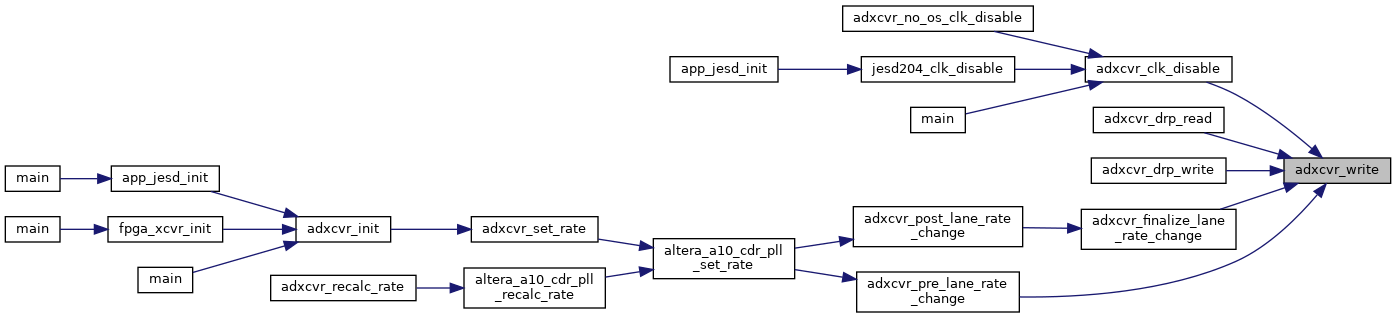 adxcvr_no_os_clk_disable
app_jesd_init
jesd204_clk_disable
adxcvr_clk_disable
main
adxcvr_drp_read
adxcvr_drp_write
adxcvr_write
main
app_jesd_init
main
fpga_xcvr_init
adxcvr_init
adxcvr_set_rate
main
adxcvr_recalc_rate
altera_a10_cdr_pll
_recalc_rate
altera_a10_cdr_pll
_set_rate
adxcvr_post_lane_rate
_change
adxcvr_finalize_lane
_rate_change
adxcvr_pre_lane_rate
_change